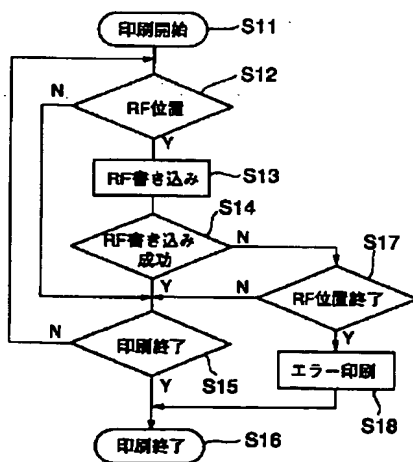 印刷開始
S11
S12
N
RF位置
Y
RF書き込み
S13
S14
RF書き込み
成功
N
S17
Y
N
RF位置終了
N
印刷終了
Y
S15
エラー印刷
Y
S18
印刷終了
S16